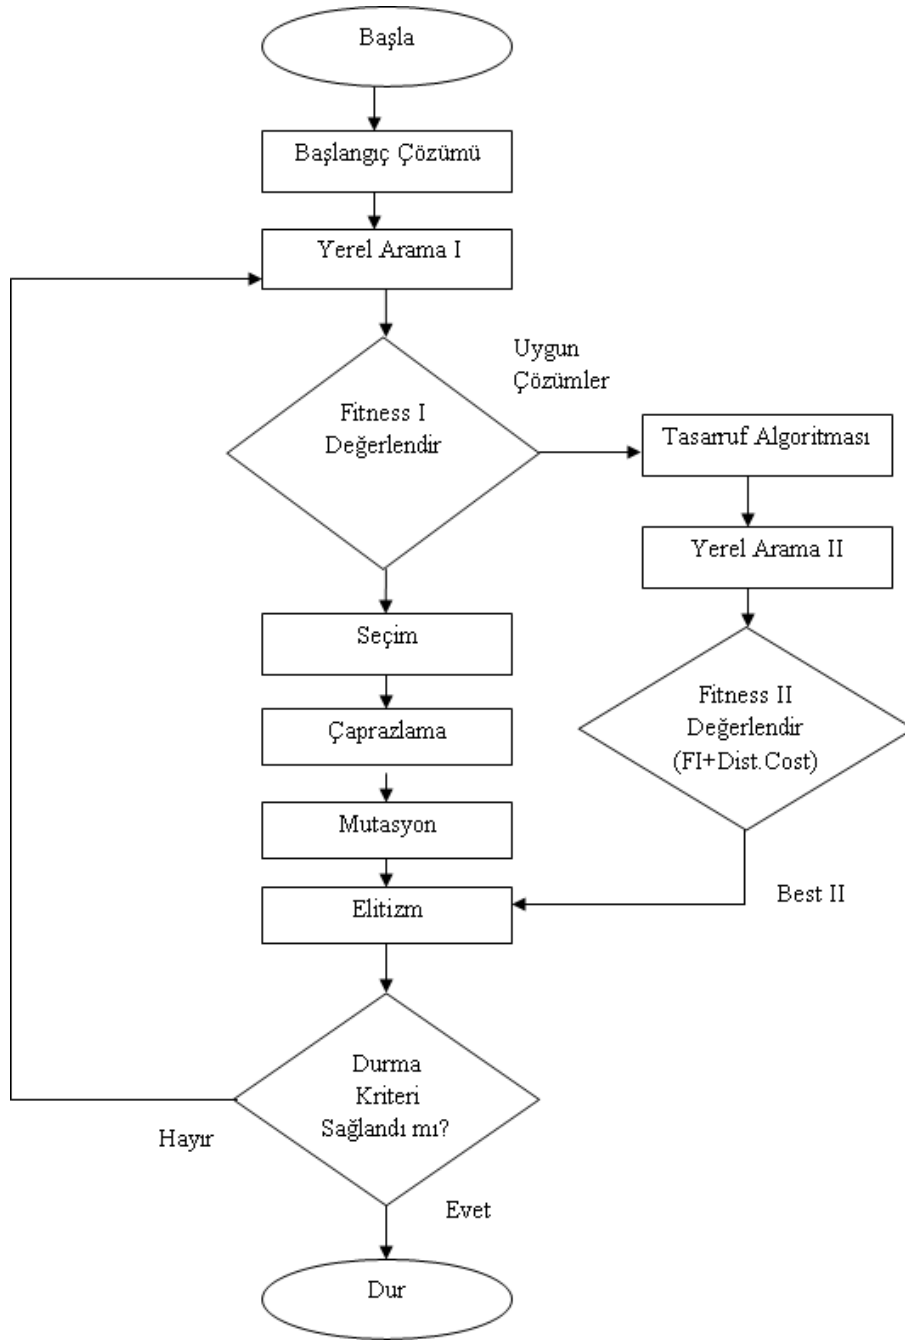 Başla
Başlangıç Çözümü
Yerel Arama I
Uygun
Çözümler
Fitness I
Değerlendir
Tasarruf Algoritması
Yerel Arama II
Seçim
Fitness II
Değerlendir
(FI+Dist.Cost)
Çaprazlama
Mutasyon
Elitizm
Best II
Durma
Kriteri
Sağlandı mı?
Hayır
Evet
Dur